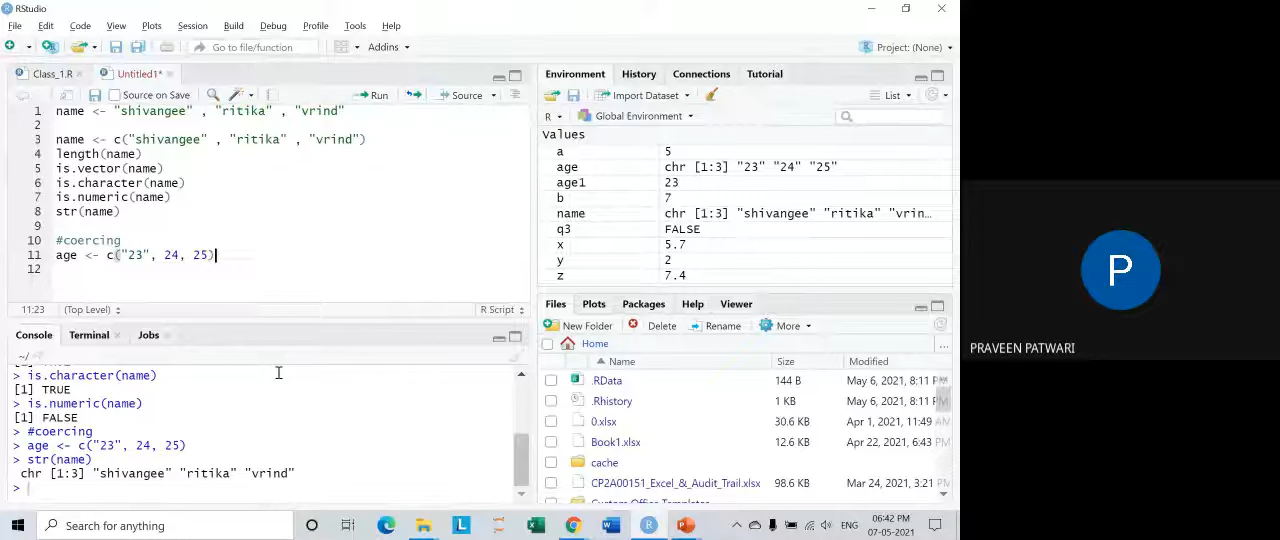 RStudio
File Edit Code View Plots Session Build Debug Profile Tools Help
Go to file/function Addins Project: (None)
Class_1.R Untitled1*
Source on Save Run Source
1 name <- "shivangee" , "ritika" , "vrind"
2
3 name <- c("shivangee" , "ritika" , "vrind")
4 length(name)
5 is.vector(name)
6 is.character(name)
7 is.numeric(name)
8 str(name)
9
10 #coercing
11 age <- c("23", 24, 25)
12
11:23 (Top Level) R Script
Console Terminal Jobs
~/
> is.character(name)
[1] TRUE
> is.numeric(name)
[1] FALSE
> #coercing
> age <- c("23", 24, 25)
> str(name)
chr [1:3] "shivangee" "ritika" "vrind"
>
Environment History Connections Tutorial
Import Dataset List
R Global Environment
Values
a 5
age chr [1:3] "23" "24" "25"
age1 23
b 7
name chr [1:3] "shivangee" "ritika" "vrin…
q3 FALSE
x 5.7
y 2
z 7.4
Files Plots Packages Help Viewer
New Folder Delete Rename More
Home ...
Name Size Modified
.RData 144 B May 6, 2021, 8:11 PM
.Rhistory 1 KB May 6, 2021, 8:11 PM
0.xlsx 30.6 KB Apr 1, 2021, 11:49 AM
Book1.xlsx 12.6 KB Apr 22, 2021, 6:43 PM
cache
CP2A00151_Excel_&_Audit_Trail.xlsx 98.6 KB Mar 24, 2021, 3:21 PM
Custom Office Templates
Search for anything
ENG
06:42 PM
07-05-2021
P
PRAVEEN PATWARI